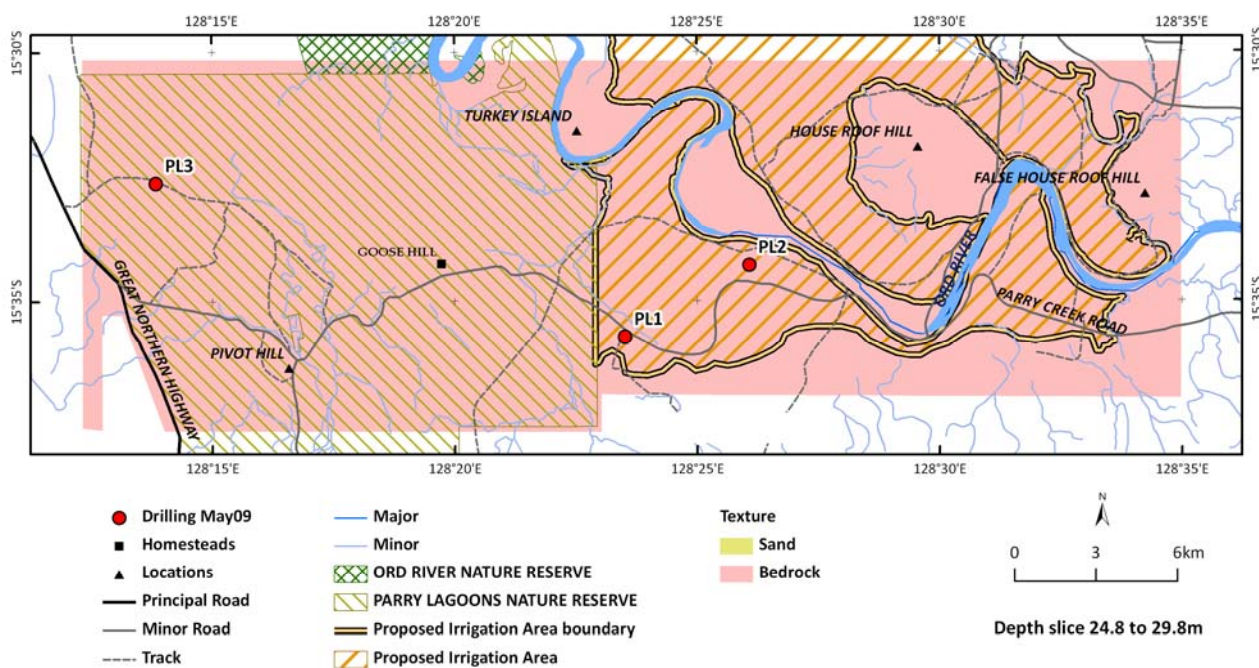 128°15'E 128°20'E 128°25'E 128°30'E 128°35'E
15°30'S 15°30'S
TURKEY ISLAND
HOUSE ROOF HILL
PL3
FALSE HOUSE ROOF HILL
GOOSE HILL
PL2
ORD RIVER
GREAT NORTHERN HIGHWAY
15°35'S 15°35'S
PARRY CREEK ROAD
PL1
PIVOT HILL
128°15'E 128°20'E 128°25'E 128°30'E 128°35'E
Drilling May09
Homesteads
Locations
Principal Road
Minor Road
Track
Major
Minor
ORD RIVER NATURE RESERVE
PARRY LAGOONS NATURE RESERVE
Proposed Irrigation Area boundary
Proposed Irrigation Area
Texture
Sand
Bedrock
N
0 3 6km
Depth slice 24.8 to 29.8m